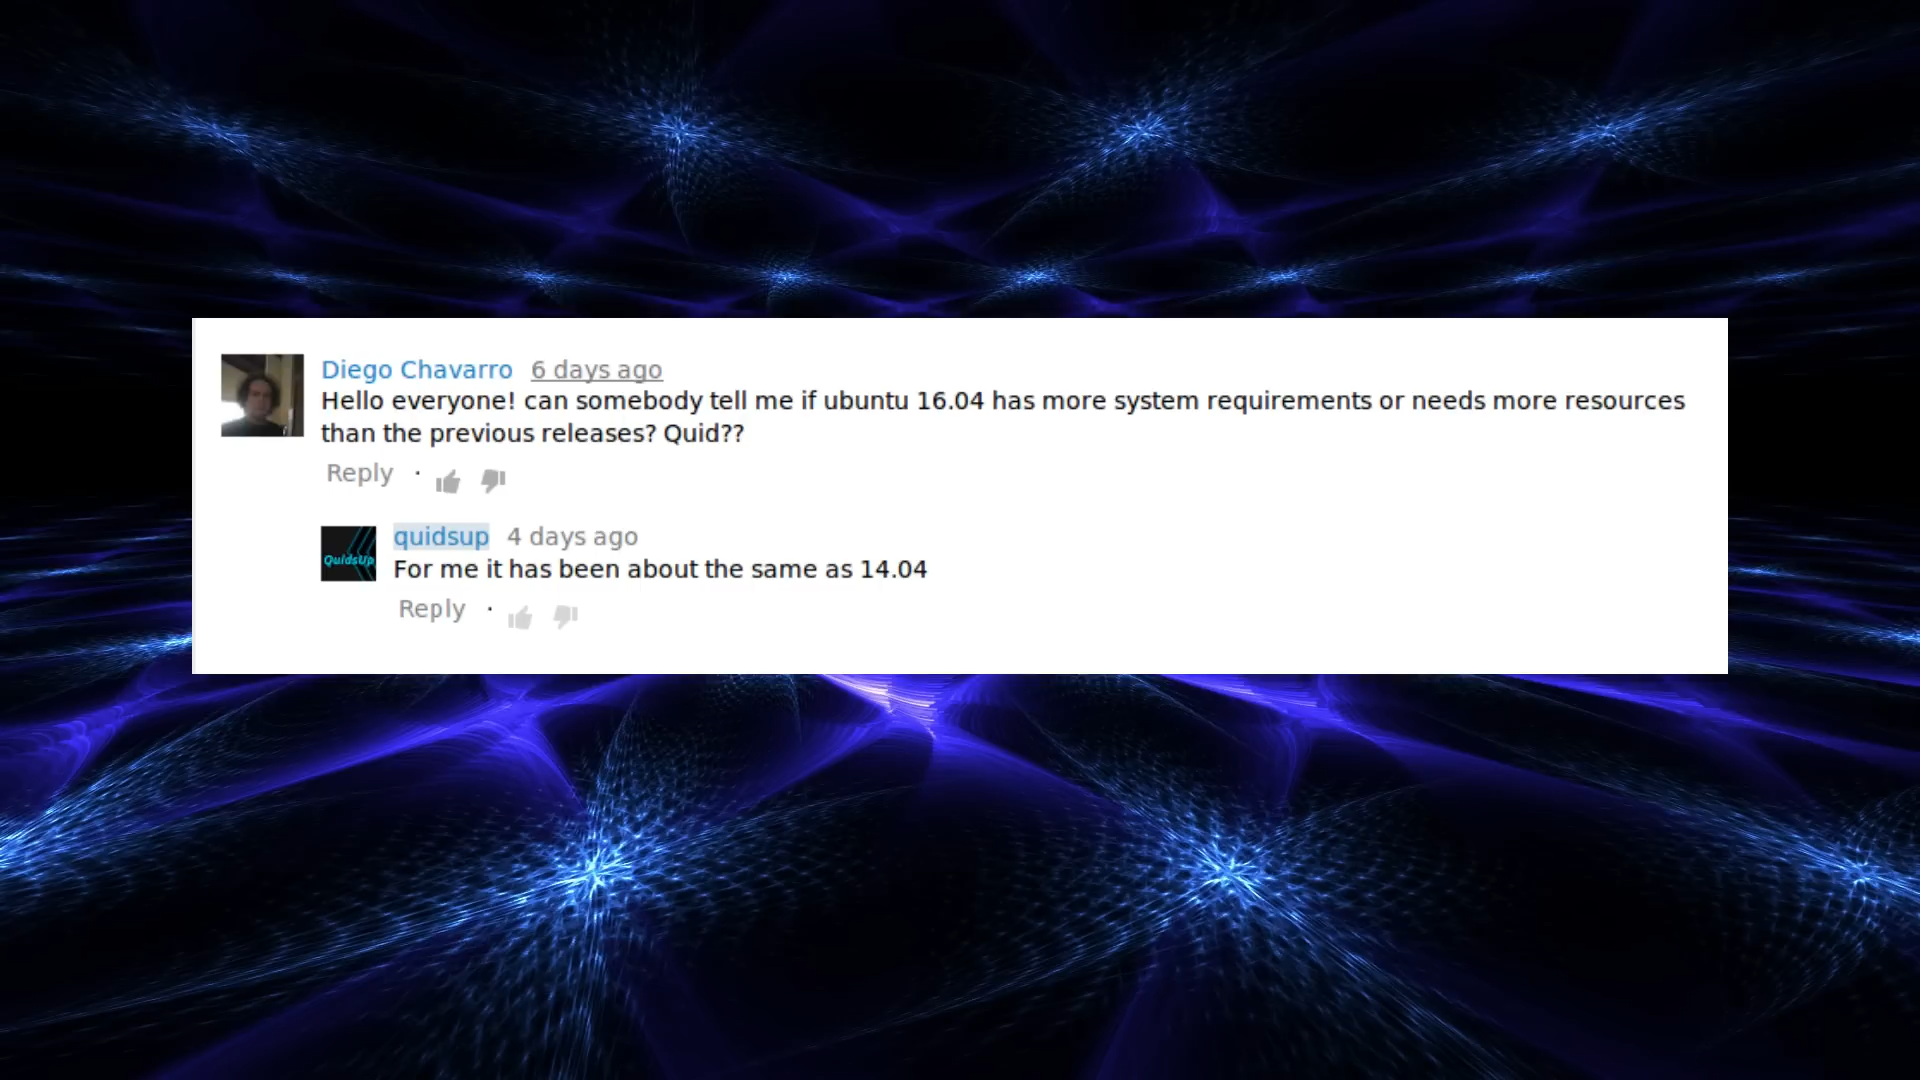 Diego Chavarro 6 days ago
Hello everyone! can somebody tell me if ubuntu 16.04 has more system requirements or needs more resources
than the previous releases? Quid??
Reply ·
QuidsUp
quidsup 4 days ago
For me it has been about the same as 14.04
Reply ·